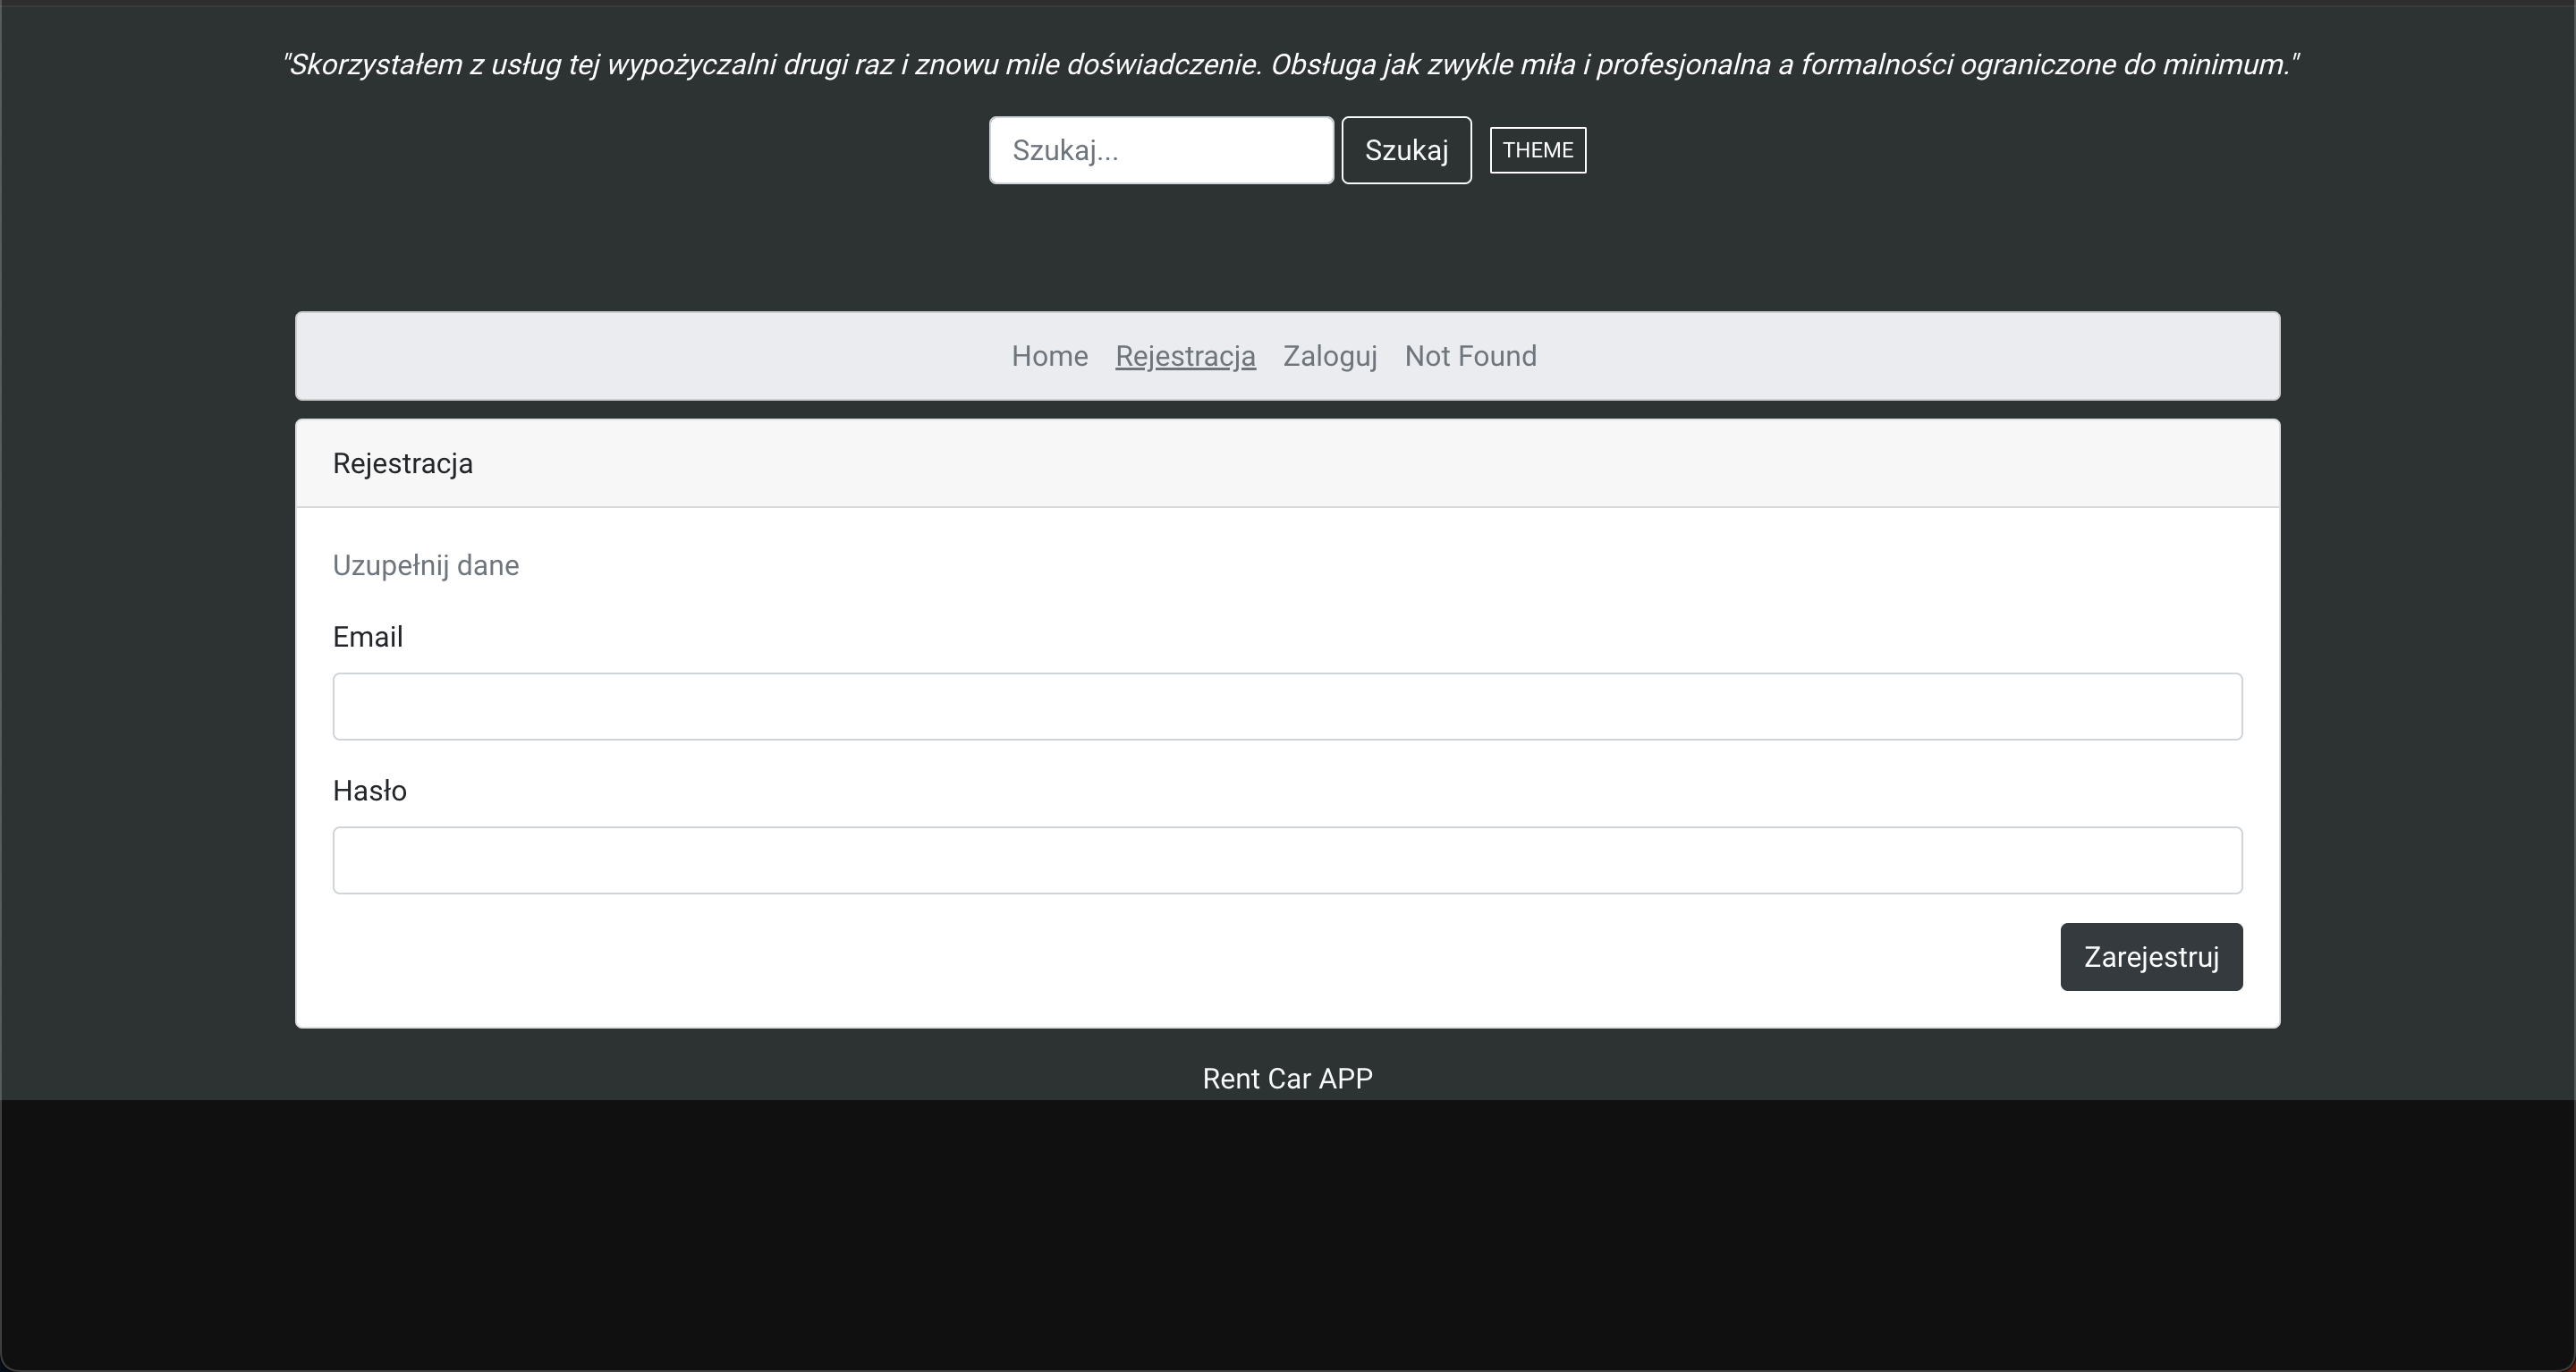 "Skorzystałem z usług tej wypożyczalni drugi raz i znowu mile doświadczenie. Obsługa jak zwykle miła i profesjonalna a formalności ograniczone do minimum."
Szukaj... Szukaj THEME
Home Rejestracja Zaloguj Not Found
Rejestracja
Uzupełnij dane
Email
Hasło
Zarejestruj
Rent Car APP